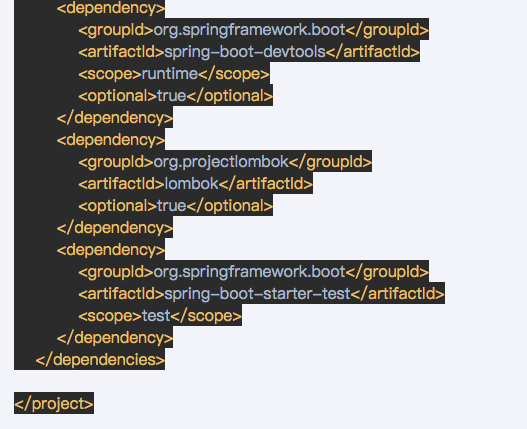 <dependency>
<groupId>org.springframework.boot</groupId>
<artifactId>spring-boot-devtools</artifactId>
<scope>runtime</scope>
<optional>true</optional>
</dependency>
<dependency>
<groupId>org.projectlombok</groupId>
<artifactId>lombok</artifactId>
<optional>true</optional>
</dependency>
<dependency>
<groupId>org.springframework.boot</groupId>
<artifactId>spring-boot-starter-test</artifactId>
<scope>test</scope>
</dependency>
</dependencies>
</project>